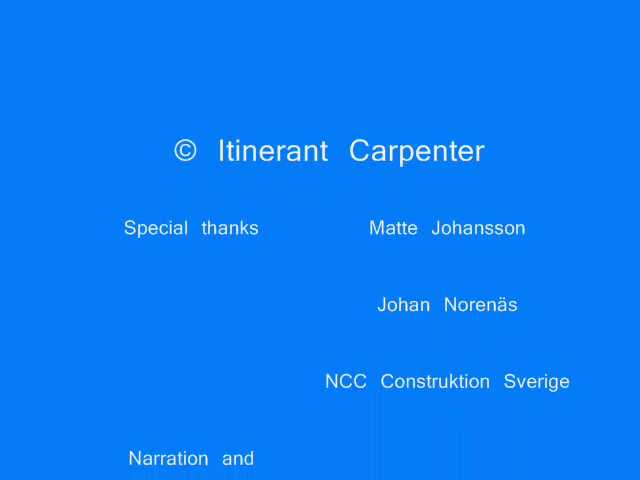 © Itinerant Carpenter
Special thanks Matte Johansson
Johan Norenäs
NCC Construktion Sverige
Narration and